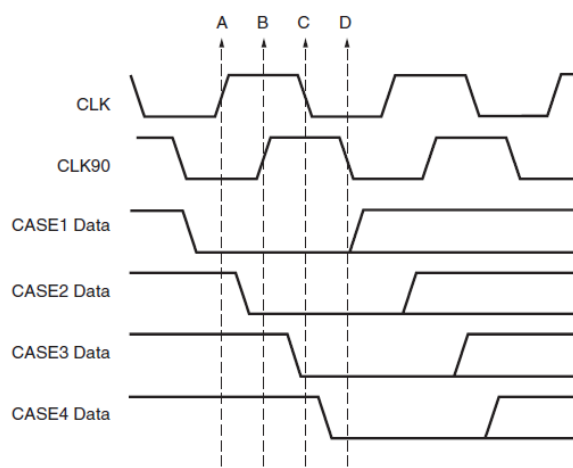 A B C D
CLK
CLK90
CASE1 Data
CASE2 Data
CASE3 Data
CASE4 Data